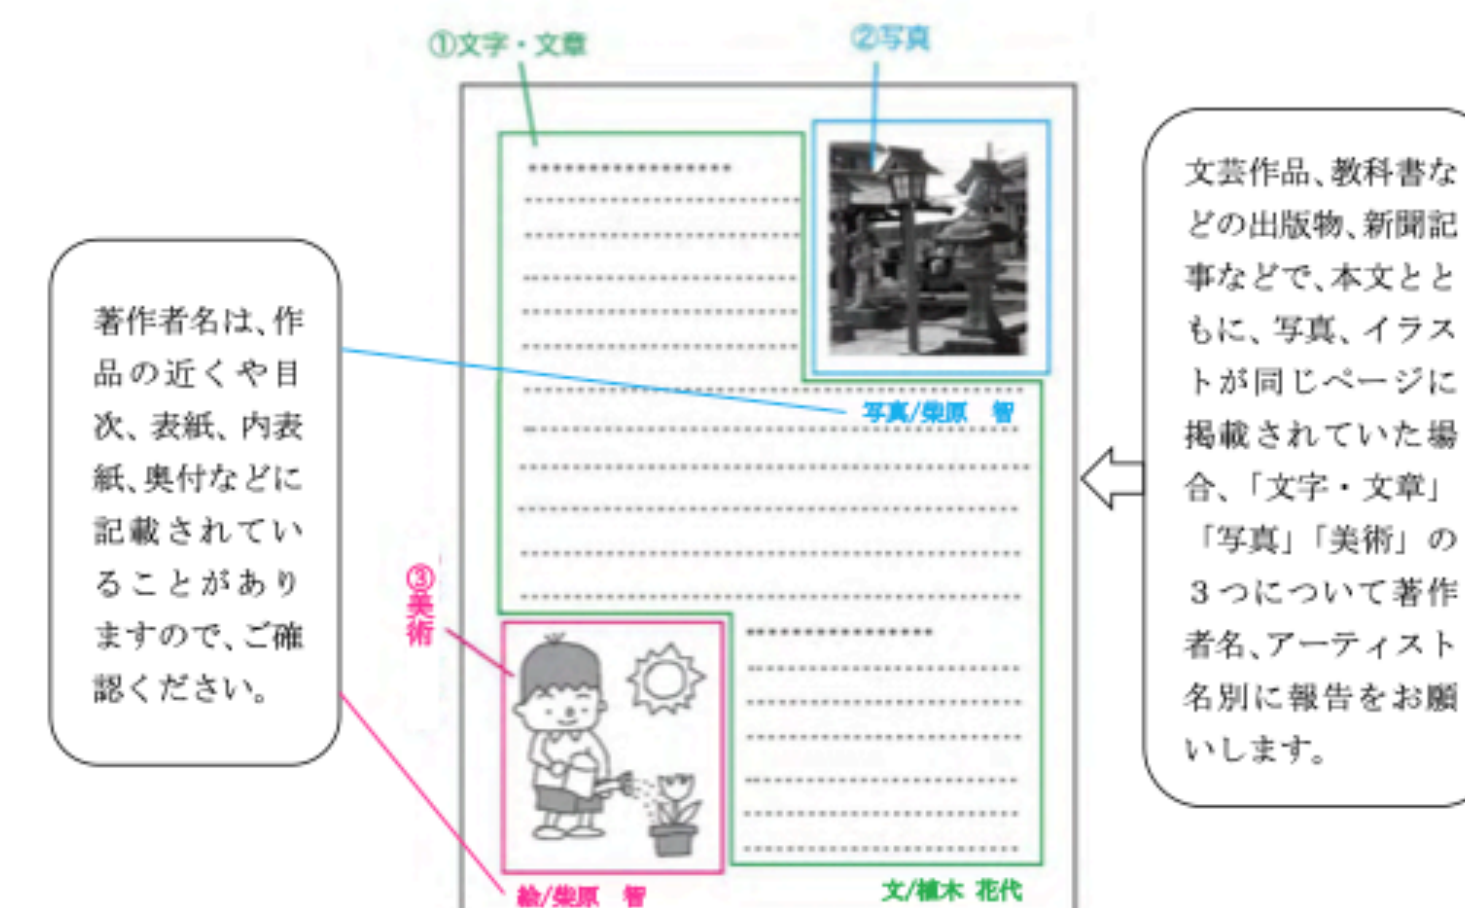 ①文字・文章
②写真
著作者名は、作
品の近くや目
次、表紙、内表
紙、奥付などに
記載されてい
ることがあり
ますので、ご確
認ください。
写真/柴原 智
③美術
絵/柴原 智
文/植木 花代
文芸作品、教科書な
どの出版物、新聞記
事などで、本文とと
もに、写真、イラス
トが同じページに
掲載されていた場
合、「文字・文章」
「写真」「美術」の
3つについて著作
者名、アーティスト
名別に報告をお願
いします。